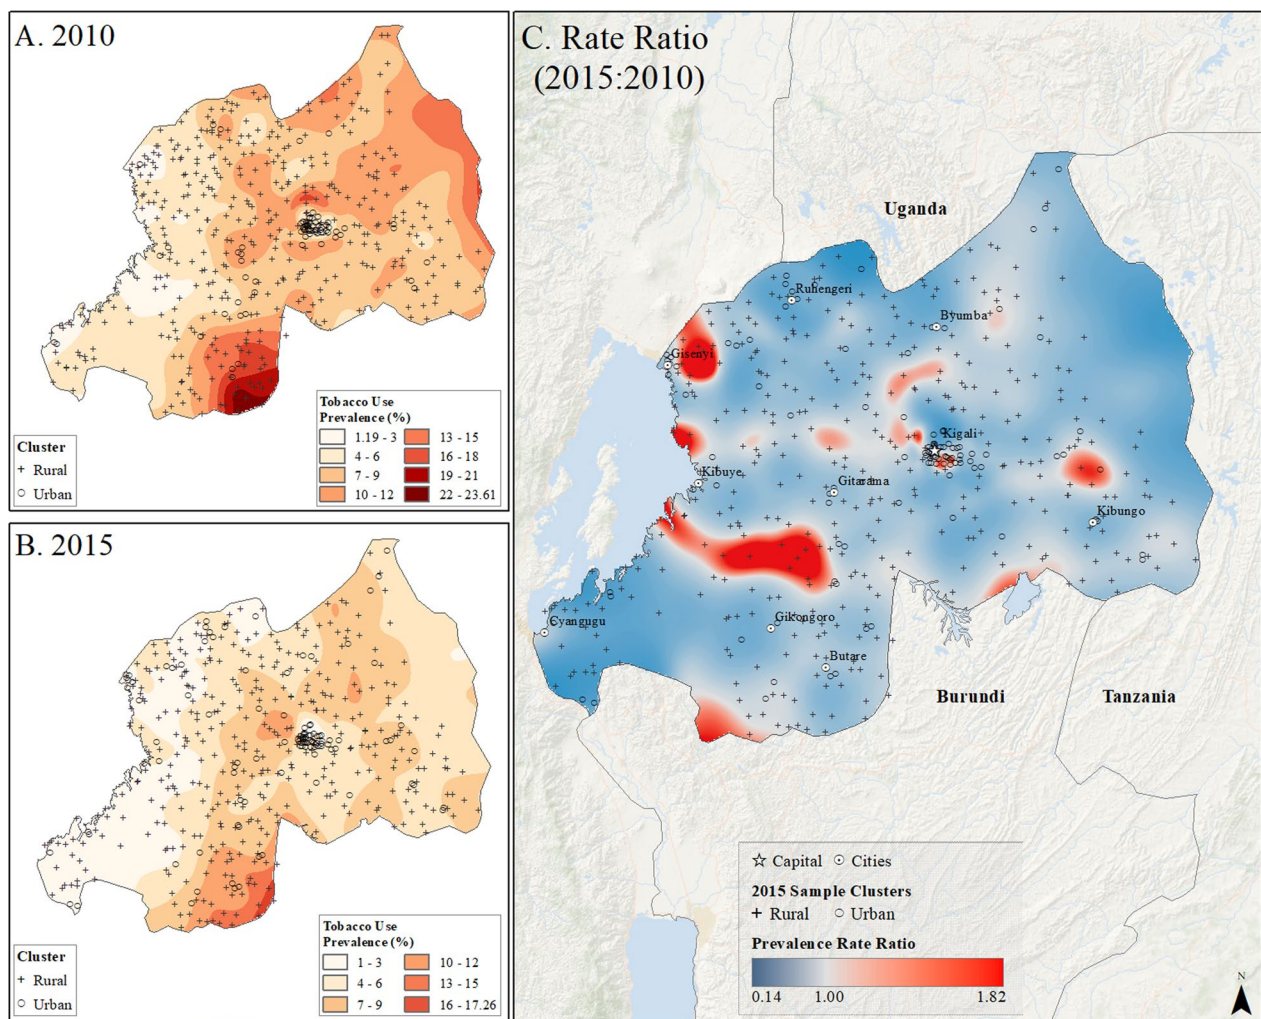 A. 2010
Tobacco Use
Prevalence (%)
1.19 - 3
13 - 15
4 - 6
16 - 18
7 - 9
19 - 21
10 - 12
22 - 23.61
Cluster
Rural
Urban
B. 2015
Tobacco Use
Prevalence (%)
1 - 3
10 - 12
4 - 6
13 - 15
7 - 9
16 - 17.26
Cluster
Rural
Urban
C. Rate Ratio
(2015:2010)
Uganda
Ruhengeri
Byumba
Gisenyi
Kigali
Kibuye
Gitarama
Kibungo
Cyangugu
Gikongoro
Butare
Burundi
Tanzania
Capital
Cities
2015 Sample Clusters
Rural
Urban
Prevalence Rate Ratio
0.14
1.00
1.82
N